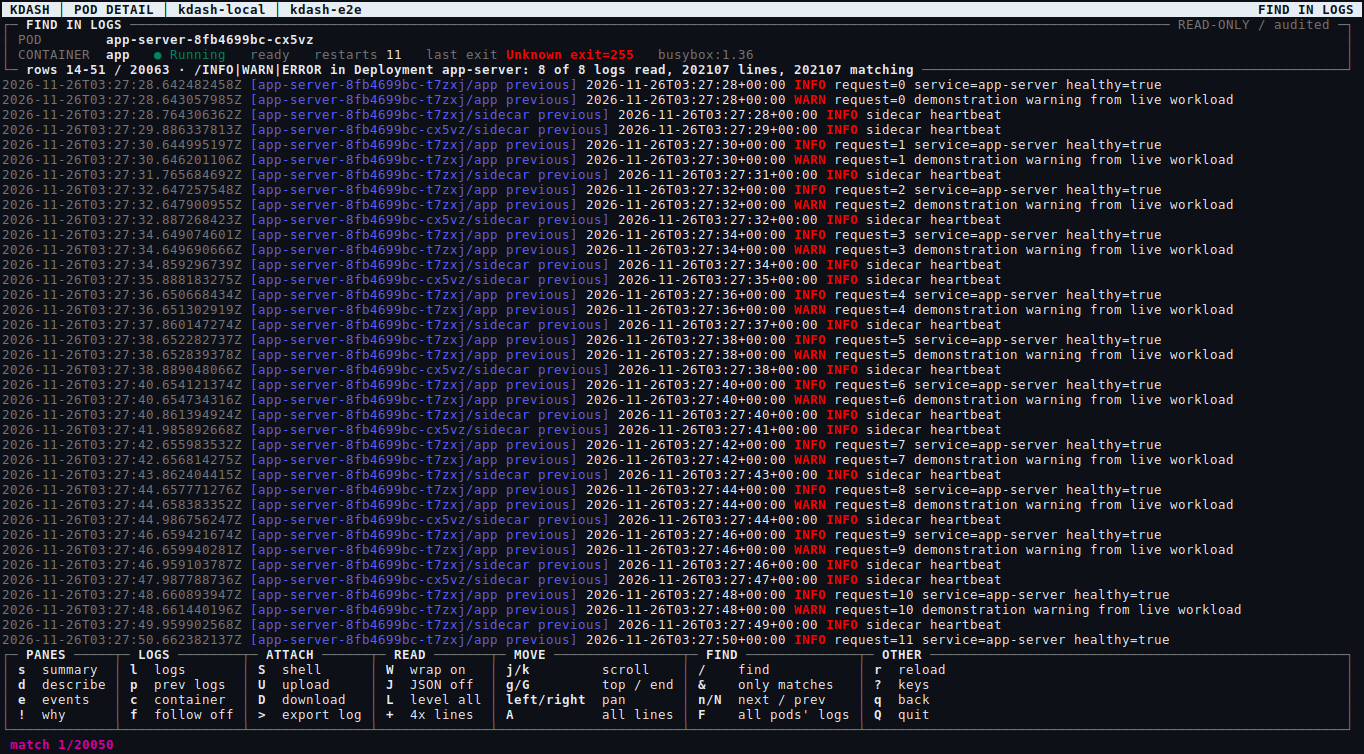 KDASH │ POD DETAIL │ kdash-local │ kdash-e2e FIND IN LOGS
FIND IN LOGS READ-ONLY / audited
POD app-server-8fb4699bc-cx5vz
CONTAINER app ● Running ready restarts 11 last exit Unknown exit=255 busybox:1.36
rows 14-51 / 20063 · /INFO|WARN|ERROR in Deployment app-server: 8 of 8 logs read, 202107 lines, 202107 matching
2026-11-26T03:27:28.642482458Z [app-server-8fb4699bc-t7zxj/app previous] 2026-11-26T03:27:28+00:00 INFO request=0 service=app-server healthy=true
2026-11-26T03:27:28.643057985Z [app-server-8fb4699bc-t7zxj/app previous] 2026-11-26T03:27:28+00:00 WARN request=0 demonstration warning from live workload
2026-11-26T03:27:28.764306362Z [app-server-8fb4699bc-t7zxj/sidecar previous] 2026-11-26T03:27:28+00:00 INFO sidecar heartbeat
2026-11-26T03:27:29.886337813Z [app-server-8fb4699bc-cx5vz/sidecar previous] 2026-11-26T03:27:29+00:00 INFO sidecar heartbeat
2026-11-26T03:27:30.644995197Z [app-server-8fb4699bc-t7zxj/app previous] 2026-11-26T03:27:30+00:00 INFO request=1 service=app-server healthy=true
2026-11-26T03:27:30.646201106Z [app-server-8fb4699bc-t7zxj/app previous] 2026-11-26T03:27:30+00:00 WARN request=1 demonstration warning from live workload
2026-11-26T03:27:31.765684692Z [app-server-8fb4699bc-t7zxj/sidecar previous] 2026-11-26T03:27:31+00:00 INFO sidecar heartbeat
2026-11-26T03:27:32.647257548Z [app-server-8fb4699bc-t7zxj/app previous] 2026-11-26T03:27:32+00:00 INFO request=2 service=app-server healthy=true
2026-11-26T03:27:32.647900955Z [app-server-8fb4699bc-t7zxj/app previous] 2026-11-26T03:27:32+00:00 WARN request=2 demonstration warning from live workload
2026-11-26T03:27:32.887268423Z [app-server-8fb4699bc-cx5vz/sidecar previous] 2026-11-26T03:27:32+00:00 INFO sidecar heartbeat
2026-11-26T03:27:34.649074601Z [app-server-8fb4699bc-t7zxj/app previous] 2026-11-26T03:27:34+00:00 INFO request=3 service=app-server healthy=true
2026-11-26T03:27:34.649690666Z [app-server-8fb4699bc-t7zxj/app previous] 2026-11-26T03:27:34+00:00 WARN request=3 demonstration warning from live workload
2026-11-26T03:27:34.859296739Z [app-server-8fb4699bc-t7zxj/sidecar previous] 2026-11-26T03:27:34+00:00 INFO sidecar heartbeat
2026-11-26T03:27:35.888183275Z [app-server-8fb4699bc-cx5vz/sidecar previous] 2026-11-26T03:27:35+00:00 INFO sidecar heartbeat
2026-11-26T03:27:36.650668434Z [app-server-8fb4699bc-t7zxj/app previous] 2026-11-26T03:27:36+00:00 INFO request=4 service=app-server healthy=true
2026-11-26T03:27:36.651302919Z [app-server-8fb4699bc-t7zxj/app previous] 2026-11-26T03:27:36+00:00 WARN request=4 demonstration warning from live workload
2026-11-26T03:27:37.860147274Z [app-server-8fb4699bc-t7zxj/sidecar previous] 2026-11-26T03:27:37+00:00 INFO sidecar heartbeat
2026-11-26T03:27:38.652282737Z [app-server-8fb4699bc-t7zxj/app previous] 2026-11-26T03:27:38+00:00 INFO request=5 service=app-server healthy=true
2026-11-26T03:27:38.652839378Z [app-server-8fb4699bc-t7zxj/app previous] 2026-11-26T03:27:38+00:00 WARN request=5 demonstration warning from live workload
2026-11-26T03:27:38.889048066Z [app-server-8fb4699bc-cx5vz/sidecar previous] 2026-11-26T03:27:38+00:00 INFO sidecar heartbeat
2026-11-26T03:27:40.654121374Z [app-server-8fb4699bc-t7zxj/app previous] 2026-11-26T03:27:40+00:00 INFO request=6 service=app-server healthy=true
2026-11-26T03:27:40.654734316Z [app-server-8fb4699bc-t7zxj/app previous] 2026-11-26T03:27:40+00:00 WARN request=6 demonstration warning from live workload
2026-11-26T03:27:40.861394924Z [app-server-8fb4699bc-t7zxj/sidecar previous] 2026-11-26T03:27:40+00:00 INFO sidecar heartbeat
2026-11-26T03:27:41.985892668Z [app-server-8fb4699bc-cx5vz/sidecar previous] 2026-11-26T03:27:41+00:00 INFO sidecar heartbeat
2026-11-26T03:27:42.655983532Z [app-server-8fb4699bc-t7zxj/app previous] 2026-11-26T03:27:42+00:00 INFO request=7 service=app-server healthy=true
2026-11-26T03:27:42.656814275Z [app-server-8fb4699bc-t7zxj/app previous] 2026-11-26T03:27:42+00:00 WARN request=7 demonstration warning from live workload
2026-11-26T03:27:43.862404415Z [app-server-8fb4699bc-t7zxj/sidecar previous] 2026-11-26T03:27:43+00:00 INFO sidecar heartbeat
2026-11-26T03:27:44.657771276Z [app-server-8fb4699bc-t7zxj/app previous] 2026-11-26T03:27:44+00:00 INFO request=8 service=app-server healthy=true
2026-11-26T03:27:44.658383352Z [app-server-8fb4699bc-t7zxj/app previous] 2026-11-26T03:27:44+00:00 WARN request=8 demonstration warning from live workload
2026-11-26T03:27:44.986756247Z [app-server-8fb4699bc-cx5vz/sidecar previous] 2026-11-26T03:27:44+00:00 INFO sidecar heartbeat
2026-11-26T03:27:46.659421674Z [app-server-8fb4699bc-t7zxj/app previous] 2026-11-26T03:27:46+00:00 INFO request=9 service=app-server healthy=true
2026-11-26T03:27:46.659940281Z [app-server-8fb4699bc-t7zxj/app previous] 2026-11-26T03:27:46+00:00 WARN request=9 demonstration warning from live workload
2026-11-26T03:27:46.959103787Z [app-server-8fb4699bc-t7zxj/sidecar previous] 2026-11-26T03:27:46+00:00 INFO sidecar heartbeat
2026-11-26T03:27:47.987788736Z [app-server-8fb4699bc-cx5vz/sidecar previous] 2026-11-26T03:27:47+00:00 INFO sidecar heartbeat
2026-11-26T03:27:48.660893947Z [app-server-8fb4699bc-t7zxj/app previous] 2026-11-26T03:27:48+00:00 INFO request=10 service=app-server healthy=true
2026-11-26T03:27:48.661440196Z [app-server-8fb4699bc-t7zxj/app previous] 2026-11-26T03:27:48+00:00 WARN request=10 demonstration warning from live workload
2026-11-26T03:27:49.959902568Z [app-server-8fb4699bc-t7zxj/sidecar previous] 2026-11-26T03:27:49+00:00 INFO sidecar heartbeat
2026-11-26T03:27:50.662382137Z [app-server-8fb4699bc-t7zxj/app previous] 2026-11-26T03:27:50+00:00 INFO request=11 service=app-server healthy=true
PANES LOGS ATTACH READ MOVE FIND OTHER
s summary l logs S shell W wrap on j/k scroll / find r reload
d describe p prev logs U upload J JSON off g/G top / end & only matches ? keys
e events c container D download L level all left/right pan n/N next / prev q back
! why f follow off > export log + 4x lines A all lines F all pods' logs Q quit
match 1/20050